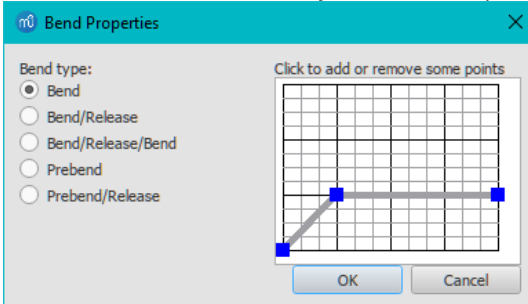 Bend Properties
Bend type:
Bend
Bend/Release
Bend/Release/Bend
Prebend
Prebend/Release
Click to add or remove some points
OK
Cancel